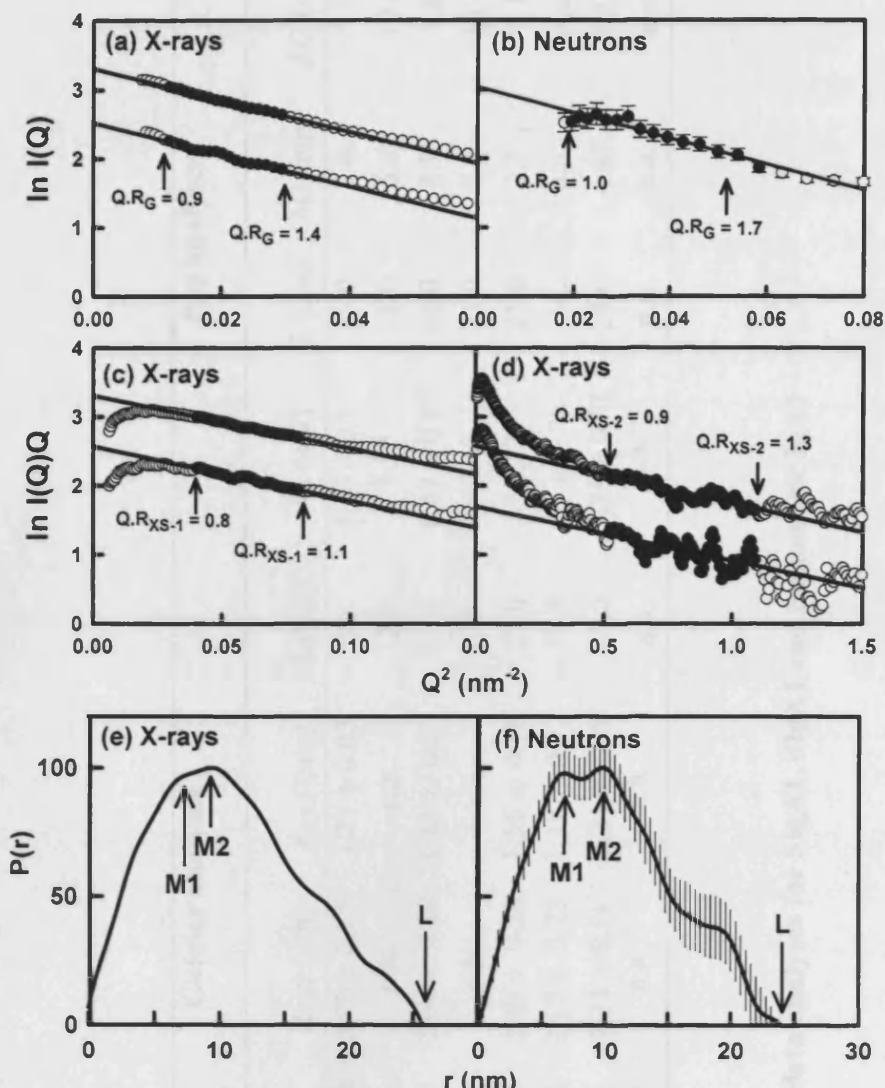 (a) X-rays
(b) Neutrons
ln I(Q)
4
3
2
1
0
Q.RG = 0.9
Q.RG = 1.4
Q.RG = 1.0
Q.RG = 1.7
0.00 0.02 0.04
0.00 0.02 0.04 0.06 0.08
(c) X-rays
(d) X-rays
ln I(Q)Q
4
3
2
1
0
Q.RXS-1 = 0.8
Q.RXS-1 = 1.1
Q.RXS-2 = 0.9
Q.RXS-2 = 1.3
0.00 0.05 0.10
0.0 0.5 1.0 1.5
Q² (nm⁻²)
(e) X-rays
(f) Neutrons
P(r)
100
50
0
M1
M2
L
M1
M2
L
0 10 20
0 10 20 30
r (nm)